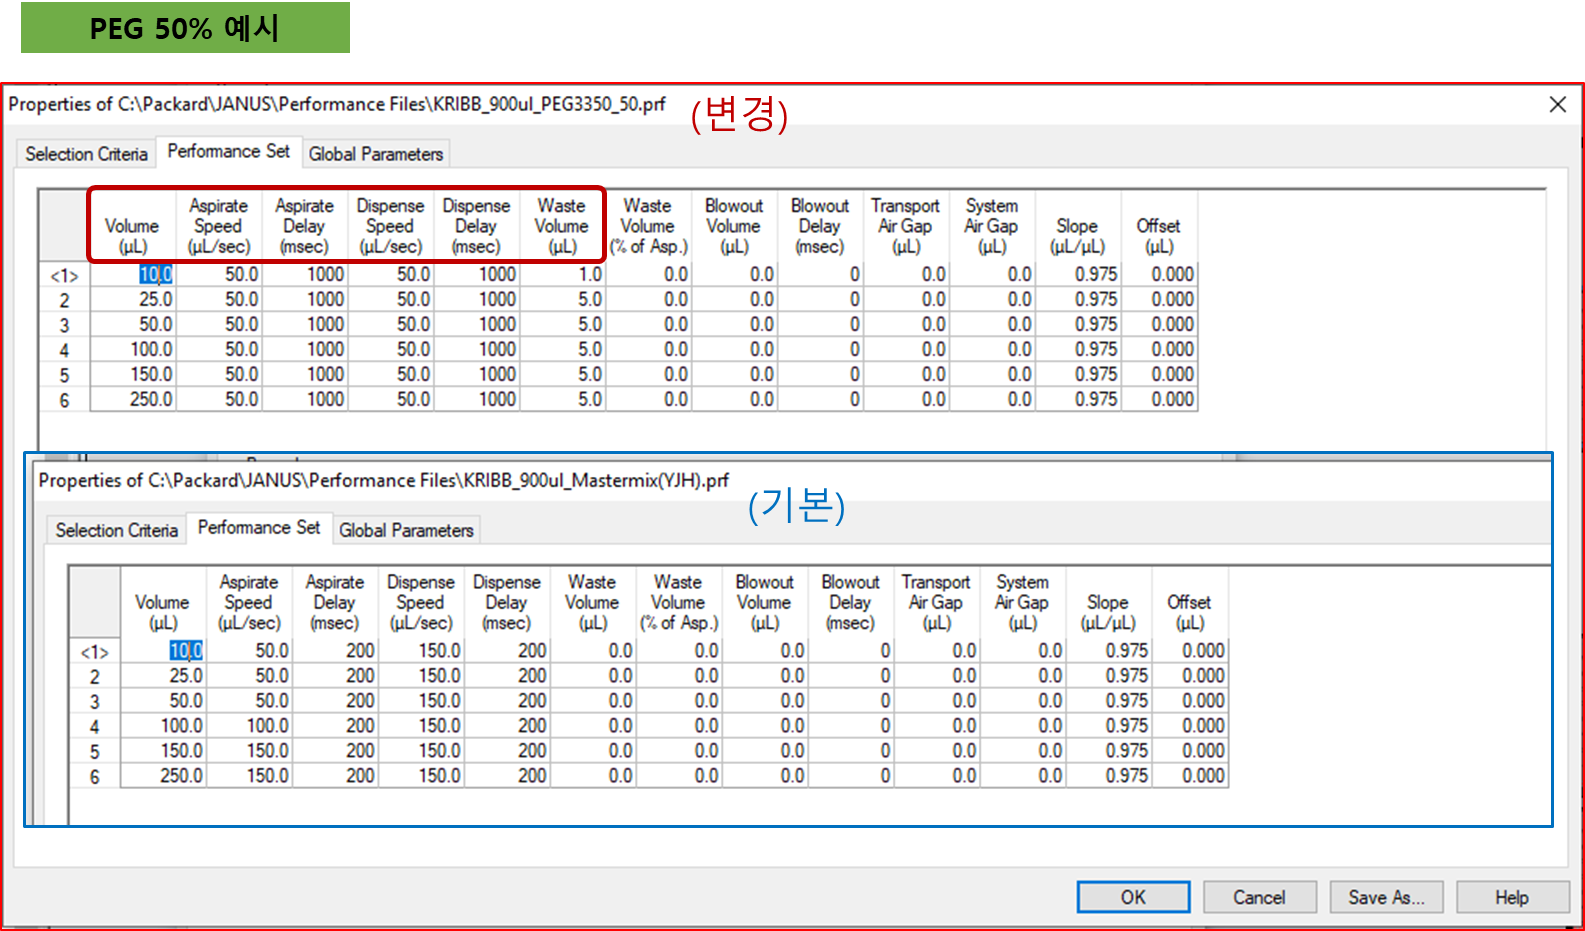 PEG 50% 예시
Properties of C:\Packard\JANUS\Performance Files\KRIBB_900ul_PEG3350_50.prf (변경)
Selection Criteria Performance Set Global Parameters
Volume (µL) Aspirate Speed (µL/sec) Aspirate Delay (msec) Dispense Speed (µL/sec) Dispense Delay (msec) Waste Volume (µL) Waste Volume (% of Asp.) Blowout Volume (µL) Blowout Delay (msec) Transport Air Gap (µL) System Air Gap (µL) Slope (µL/µL) Offset (µL)
<1> 10.0 50.0 1000 50.0 1000 1.0 0.0 0.0 0 0.0 0.0 0.975 0.000
2 25.0 50.0 1000 50.0 1000 5.0 0.0 0.0 0 0.0 0.0 0.975 0.000
3 50.0 50.0 1000 50.0 1000 5.0 0.0 0.0 0 0.0 0.0 0.975 0.000
4 100.0 50.0 1000 50.0 1000 5.0 0.0 0.0 0 0.0 0.0 0.975 0.000
5 150.0 50.0 1000 50.0 1000 5.0 0.0 0.0 0 0.0 0.0 0.975 0.000
6 250.0 50.0 1000 50.0 1000 5.0 0.0 0.0 0 0.0 0.0 0.975 0.000
Properties of C:\Packard\JANUS\Performance Files\KRIBB_900ul_Mastermix(YJH).prf (기본)
Selection Criteria Performance Set Global Parameters
Volume (µL) Aspirate Speed (µL/sec) Aspirate Delay (msec) Dispense Speed (µL/sec) Dispense Delay (msec) Waste Volume (µL) Waste Volume (% of Asp.) Blowout Volume (µL) Blowout Delay (msec) Transport Air Gap (µL) System Air Gap (µL) Slope (µL/µL) Offset (µL)
<1> 10.0 50.0 200 150.0 200 0.0 0.0 0.0 0 0.0 0.0 0.975 0.000
2 25.0 50.0 200 150.0 200 0.0 0.0 0.0 0 0.0 0.0 0.975 0.000
3 50.0 50.0 200 150.0 200 0.0 0.0 0.0 0 0.0 0.0 0.975 0.000
4 100.0 100.0 200 150.0 200 0.0 0.0 0.0 0 0.0 0.0 0.975 0.000
5 150.0 150.0 200 150.0 200 0.0 0.0 0.0 0 0.0 0.0 0.975 0.000
6 250.0 150.0 200 150.0 200 0.0 0.0 0.0 0 0.0 0.0 0.975 0.000
OK Cancel Save As... Help